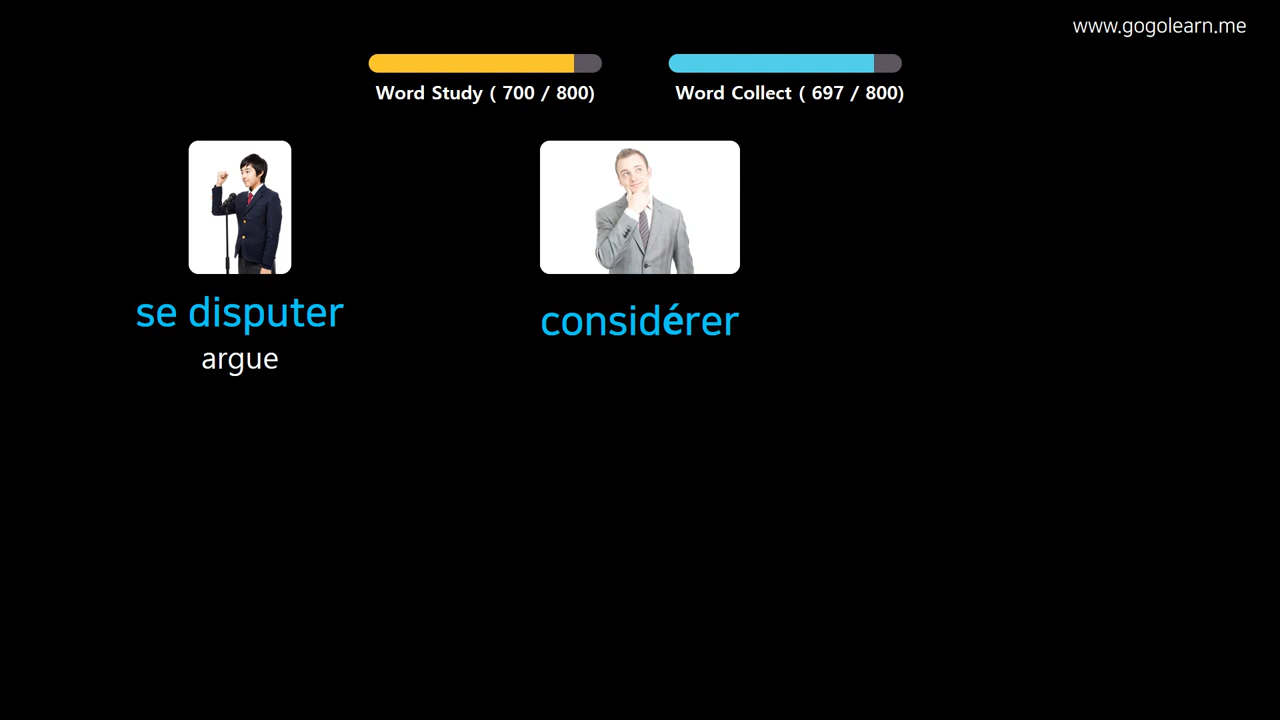 www.gogolearn.me
Word Study ( 700 / 800)
Word Collect ( 697 / 800)
se disputer
argue
considérer